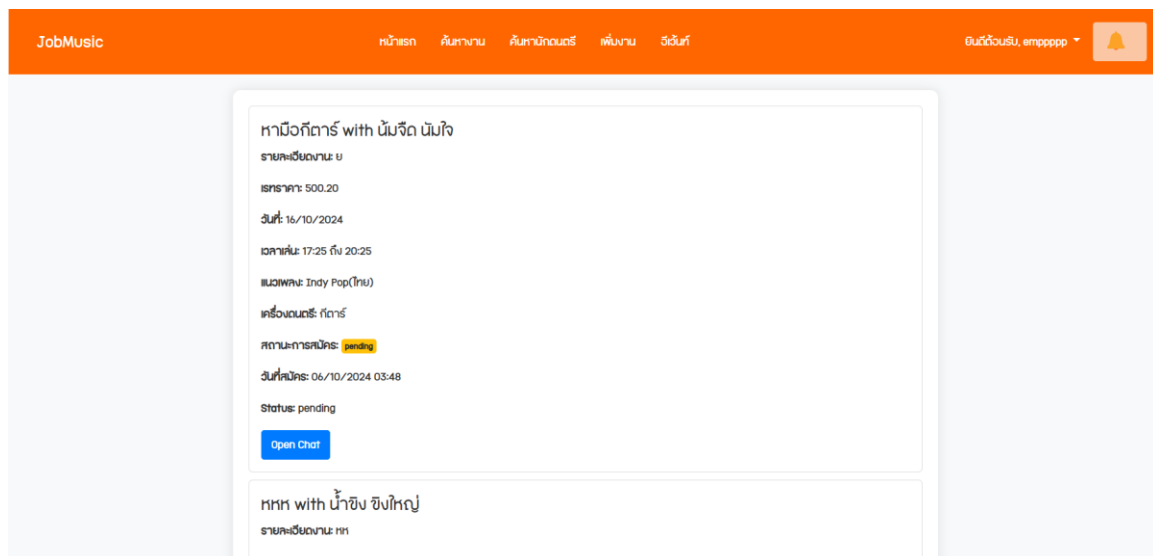 JobMusic
หน้าแรก ค้นหางาน ค้นหานักดนตรี เพิ่มงาน อีเว้นท์
ยินดีต้อนรับ, emppppp
หามือกีตาร์ with น้ัมจืด นัมใจ
รายละเอียดงาน: ย
เรทราคา: 500.20
วันที่: 16/10/2024
เวลาเล่น: 17:25 ถึง 20:25
แนวเพลง: Indy Pop(ไทย)
เครื่องดนตรี: กีตาร์
สถานะการสมัคร: pending
วันที่สมัคร: 06/10/2024 03:48
Status: pending
Open Chat
หหห with น้ำขิง ขิงใหญ่
รายละเอียดงาน: หห